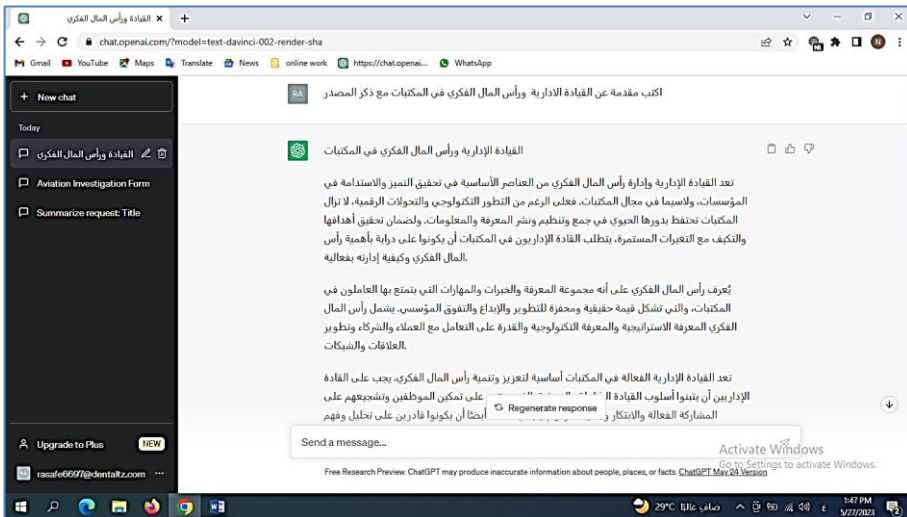 القيادة ورأس المال الفكري
chat.openai.com/?model=text-davinci-002-render-sha
Gmail YouTube Maps Translate News online work https://chat.openai... WhatsApp
+ New chat
Today
القيادة ورأس المال الفكري
Aviation Investigation Form
Summarize request: Title
Upgrade to Plus NEW
rasafe6697@dentaltz.com
RA
اكتب مقدمة عن القيادة الادارية ورأس المال الفكري في المكتبات مع ذكر المصدر
القيادة الإدارية ورأس المال الفكري في المكتبات
تعد القيادة الإدارية وإدارة رأس المال الفكري من العناصر الأساسية في تحقيق التميز والاستدامة في
المؤسسات، ولاسيما في مجال المكتبات. فعلى الرغم من التطور التكنولوجي والتحولات الرقمية، لا تزال
المكتبات تحتفظ بدورها الحيوي في جمع وتنظيم ونشر المعرفة والمعلومات. ولضمان تحقيق أهدافها
والتكيف مع التغيرات المستمرة، يتطلب القادة الإداريون في المكتبات أن يكونوا على دراية بأهمية رأس
.المال الفكري وكيفية إدارته بفعالية
يُعرف رأس المال الفكري على أنه مجموعة المعرفة والخبرات والمهارات التي يتمتع بها العاملون في
المكتبات، والتي تشكل قيمة حقيقية ومحفزة للتطوير والإبداع والتفوق المؤسسي. يشمل رأس المال
الفكري المعرفة الاستراتيجية والمعرفة التكنولوجية والقدرة على التعامل مع العملاء والشركاء وتطوير
.العلاقات والشبكات
تعد القيادة الإدارية الفعالة في المكتبات أساسية لتعزيز وتنمية رأس المال الفكري. يجب على القادة
الإداريين أن يتبنوا أسلوب القيادة على تمكين الموظفين وتشجيعهم على
المشاركة الفعالة والابتكار أيضًا أن يكونوا قادرين على تحليل وفهم
Regenerate response
Send a message...
Free Research Preview. ChatGPT may produce inaccurate information about people, places, or facts. ChatGPT May 24 Version
Activate Windows
Go to Settings to activate Windows.
29°C صاف غالبًا
1:47 PM
5/27/2023